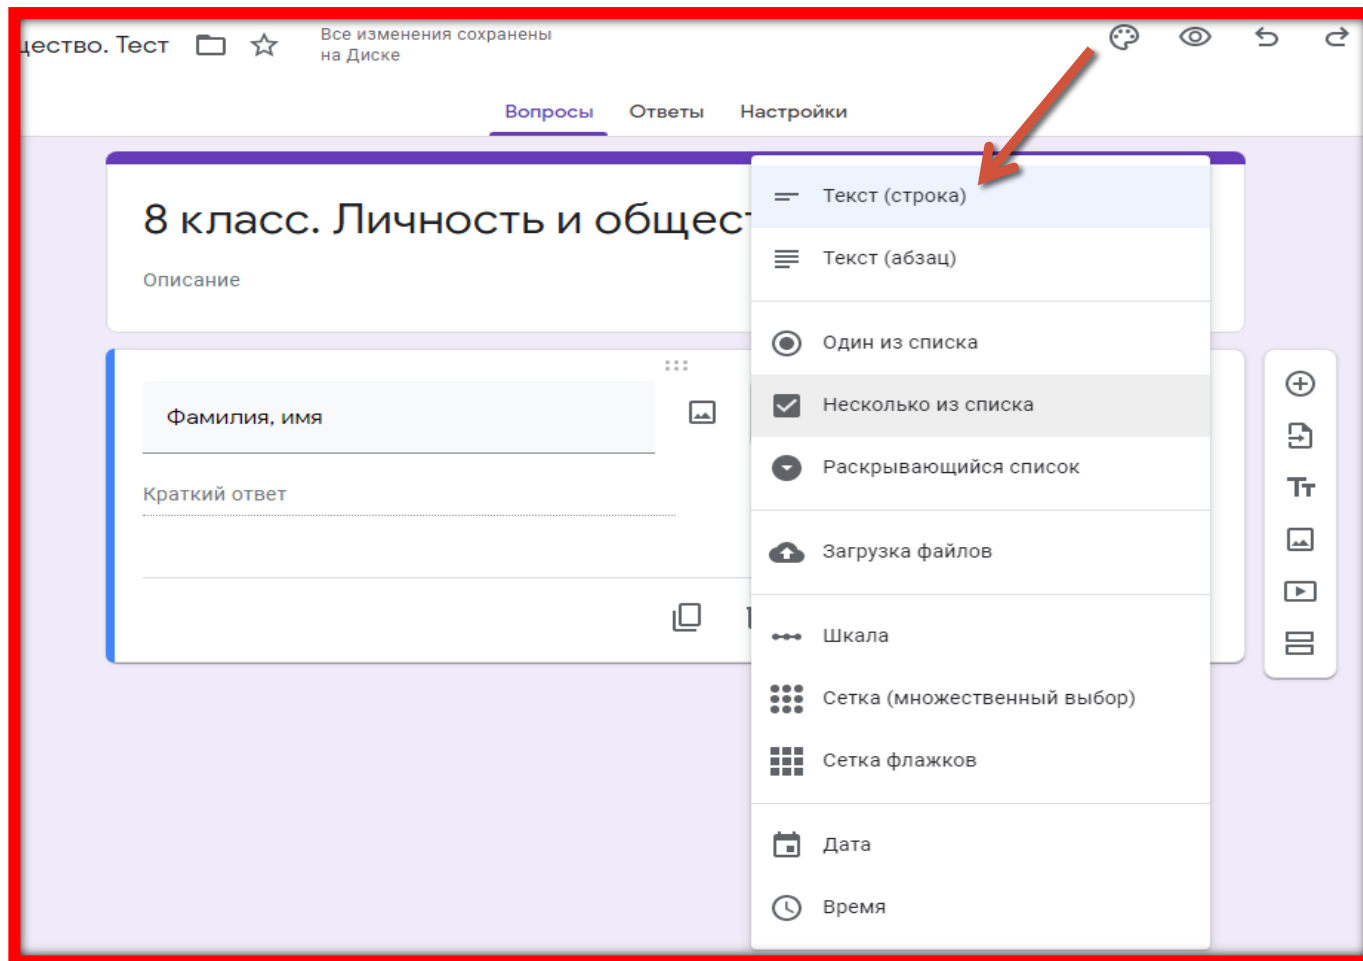 щество. Тест
Все изменения сохранены
на Диске
Вопросы Ответы Настройки
8 класс. Личность и общест
Описание
Фамилия, имя
Краткий ответ
Текст (строка)
Текст (абзац)
Один из списка
Несколько из списка
Раскрывающийся список
Загрузка файлов
Шкала
Сетка (множественный выбор)
Сетка флажков
Дата
Время